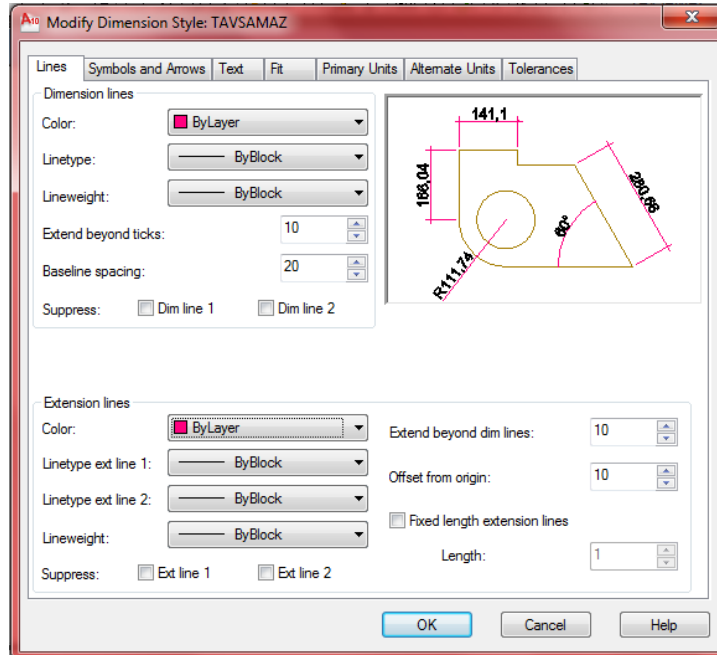 A10 Modify Dimension Style: TAVSAMAZ
Lines Symbols and Arrows Text Fit Primary Units Alternate Units Tolerances
Dimension lines
Color: ByLayer
Linetype: ByBlock
Lineweight: ByBlock
Extend beyond ticks: 10
Baseline spacing: 20
Suppress: Dim line 1 Dim line 2
141,1
166,04
280,66
60°
R111,74
Extension lines
Color: ByLayer
Linetype ext line 1: ByBlock
Linetype ext line 2: ByBlock
Lineweight: ByBlock
Suppress: Ext line 1 Ext line 2
Extend beyond dim lines: 10
Offset from origin: 10
Fixed length extension lines
Length: 1
OK Cancel Help